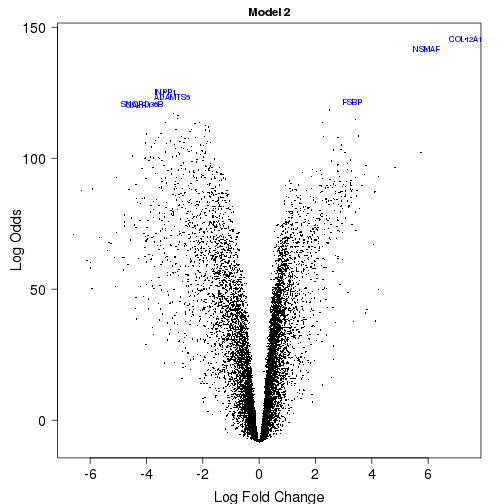 Model 2
150
COL12A1
NSMAF
ADAMTS5
FSBP
100
Log Odds
50
0
-6 -4 -2 0 2 4 6
Log Fold Change